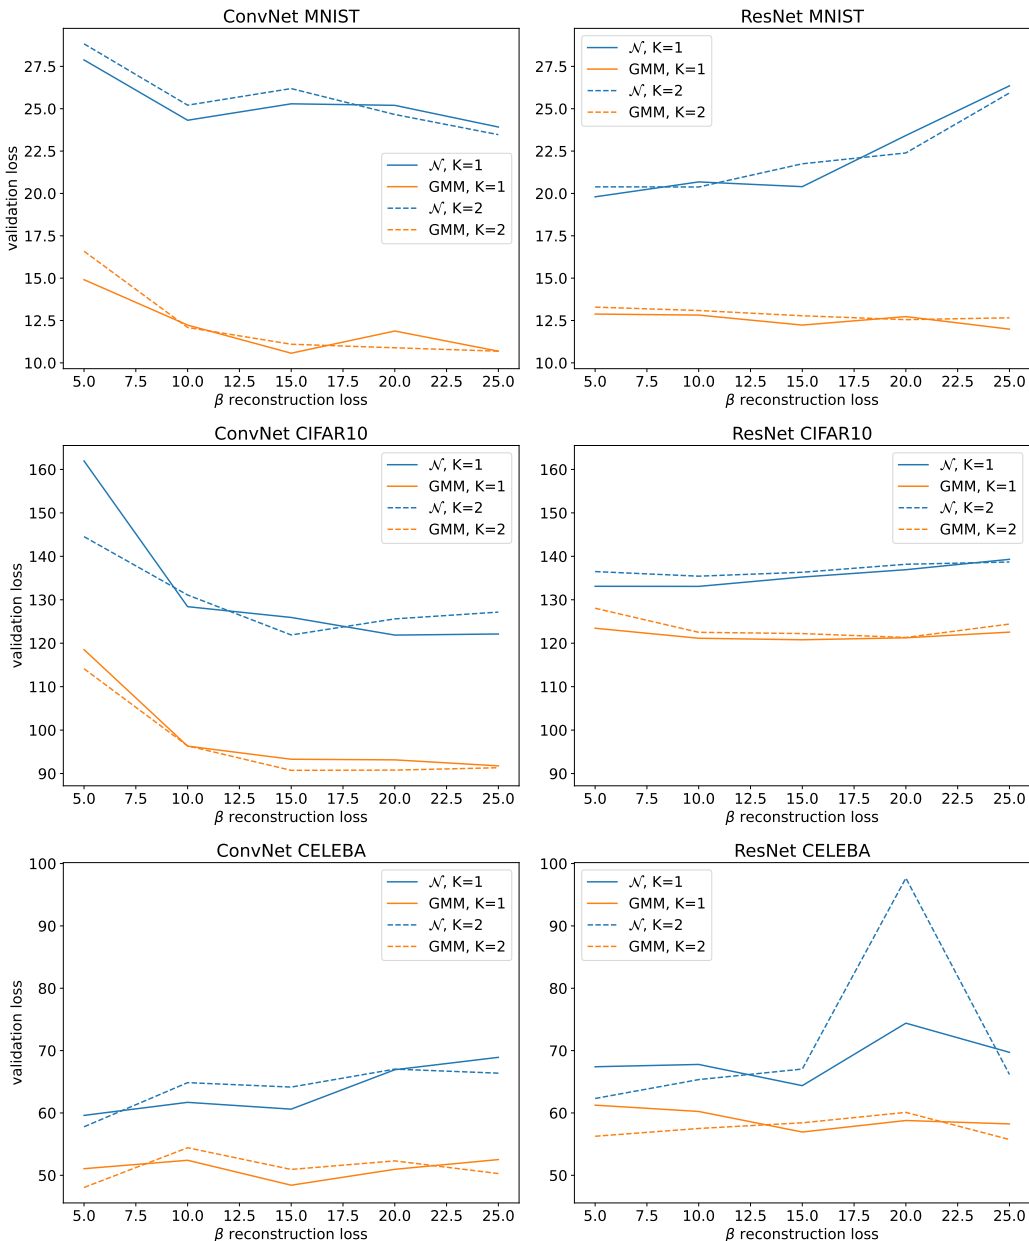 ConvNet MNIST
validation loss
27.5
25.0
22.5
20.0
17.5
15.0
12.5
10.0
𝒩, K=1
GMM, K=1
𝒩, K=2
GMM, K=2
5.0 7.5 10.0 12.5 15.0 17.5 20.0 22.5 25.0
β reconstruction loss
ResNet MNIST
27.5
25.0
22.5
20.0
17.5
15.0
12.5
10.0
𝒩, K=1
GMM, K=1
𝒩, K=2
GMM, K=2
5.0 7.5 10.0 12.5 15.0 17.5 20.0 22.5 25.0
β reconstruction loss
ConvNet CIFAR10
validation loss
160
150
140
130
120
110
100
90
𝒩, K=1
GMM, K=1
𝒩, K=2
GMM, K=2
5.0 7.5 10.0 12.5 15.0 17.5 20.0 22.5 25.0
β reconstruction loss
ResNet CIFAR10
160
150
140
130
120
110
100
90
𝒩, K=1
GMM, K=1
𝒩, K=2
GMM, K=2
5.0 7.5 10.0 12.5 15.0 17.5 20.0 22.5 25.0
β reconstruction loss
ConvNet CELEBA
validation loss
100
90
80
70
60
50
𝒩, K=1
GMM, K=1
𝒩, K=2
GMM, K=2
5.0 7.5 10.0 12.5 15.0 17.5 20.0 22.5 25.0
β reconstruction loss
ResNet CELEBA
100
90
80
70
60
50
𝒩, K=1
GMM, K=1
𝒩, K=2
GMM, K=2
5.0 7.5 10.0 12.5 15.0 17.5 20.0 22.5 25.0
β reconstruction loss